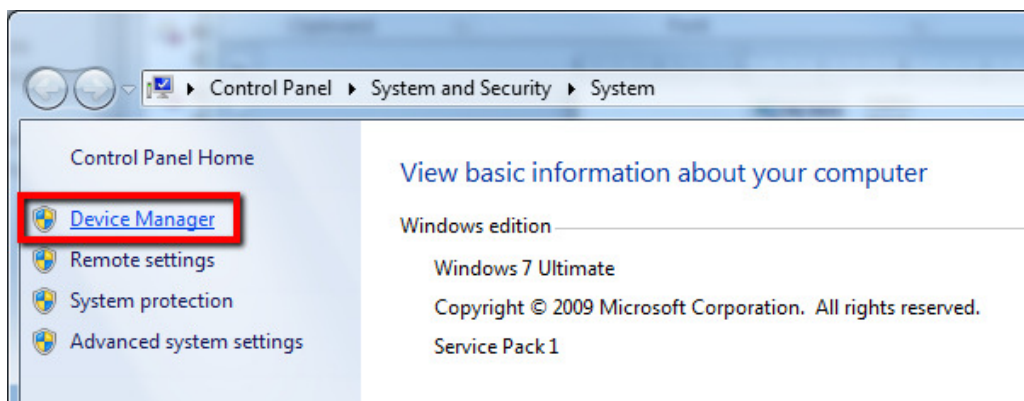 Control Panel ▸ System and Security ▸ System
Control Panel Home
Device Manager
Remote settings
System protection
Advanced system settings
View basic information about your computer
Windows edition
Windows 7 Ultimate
Copyright © 2009 Microsoft Corporation.  All rights reserved.
Service Pack 1